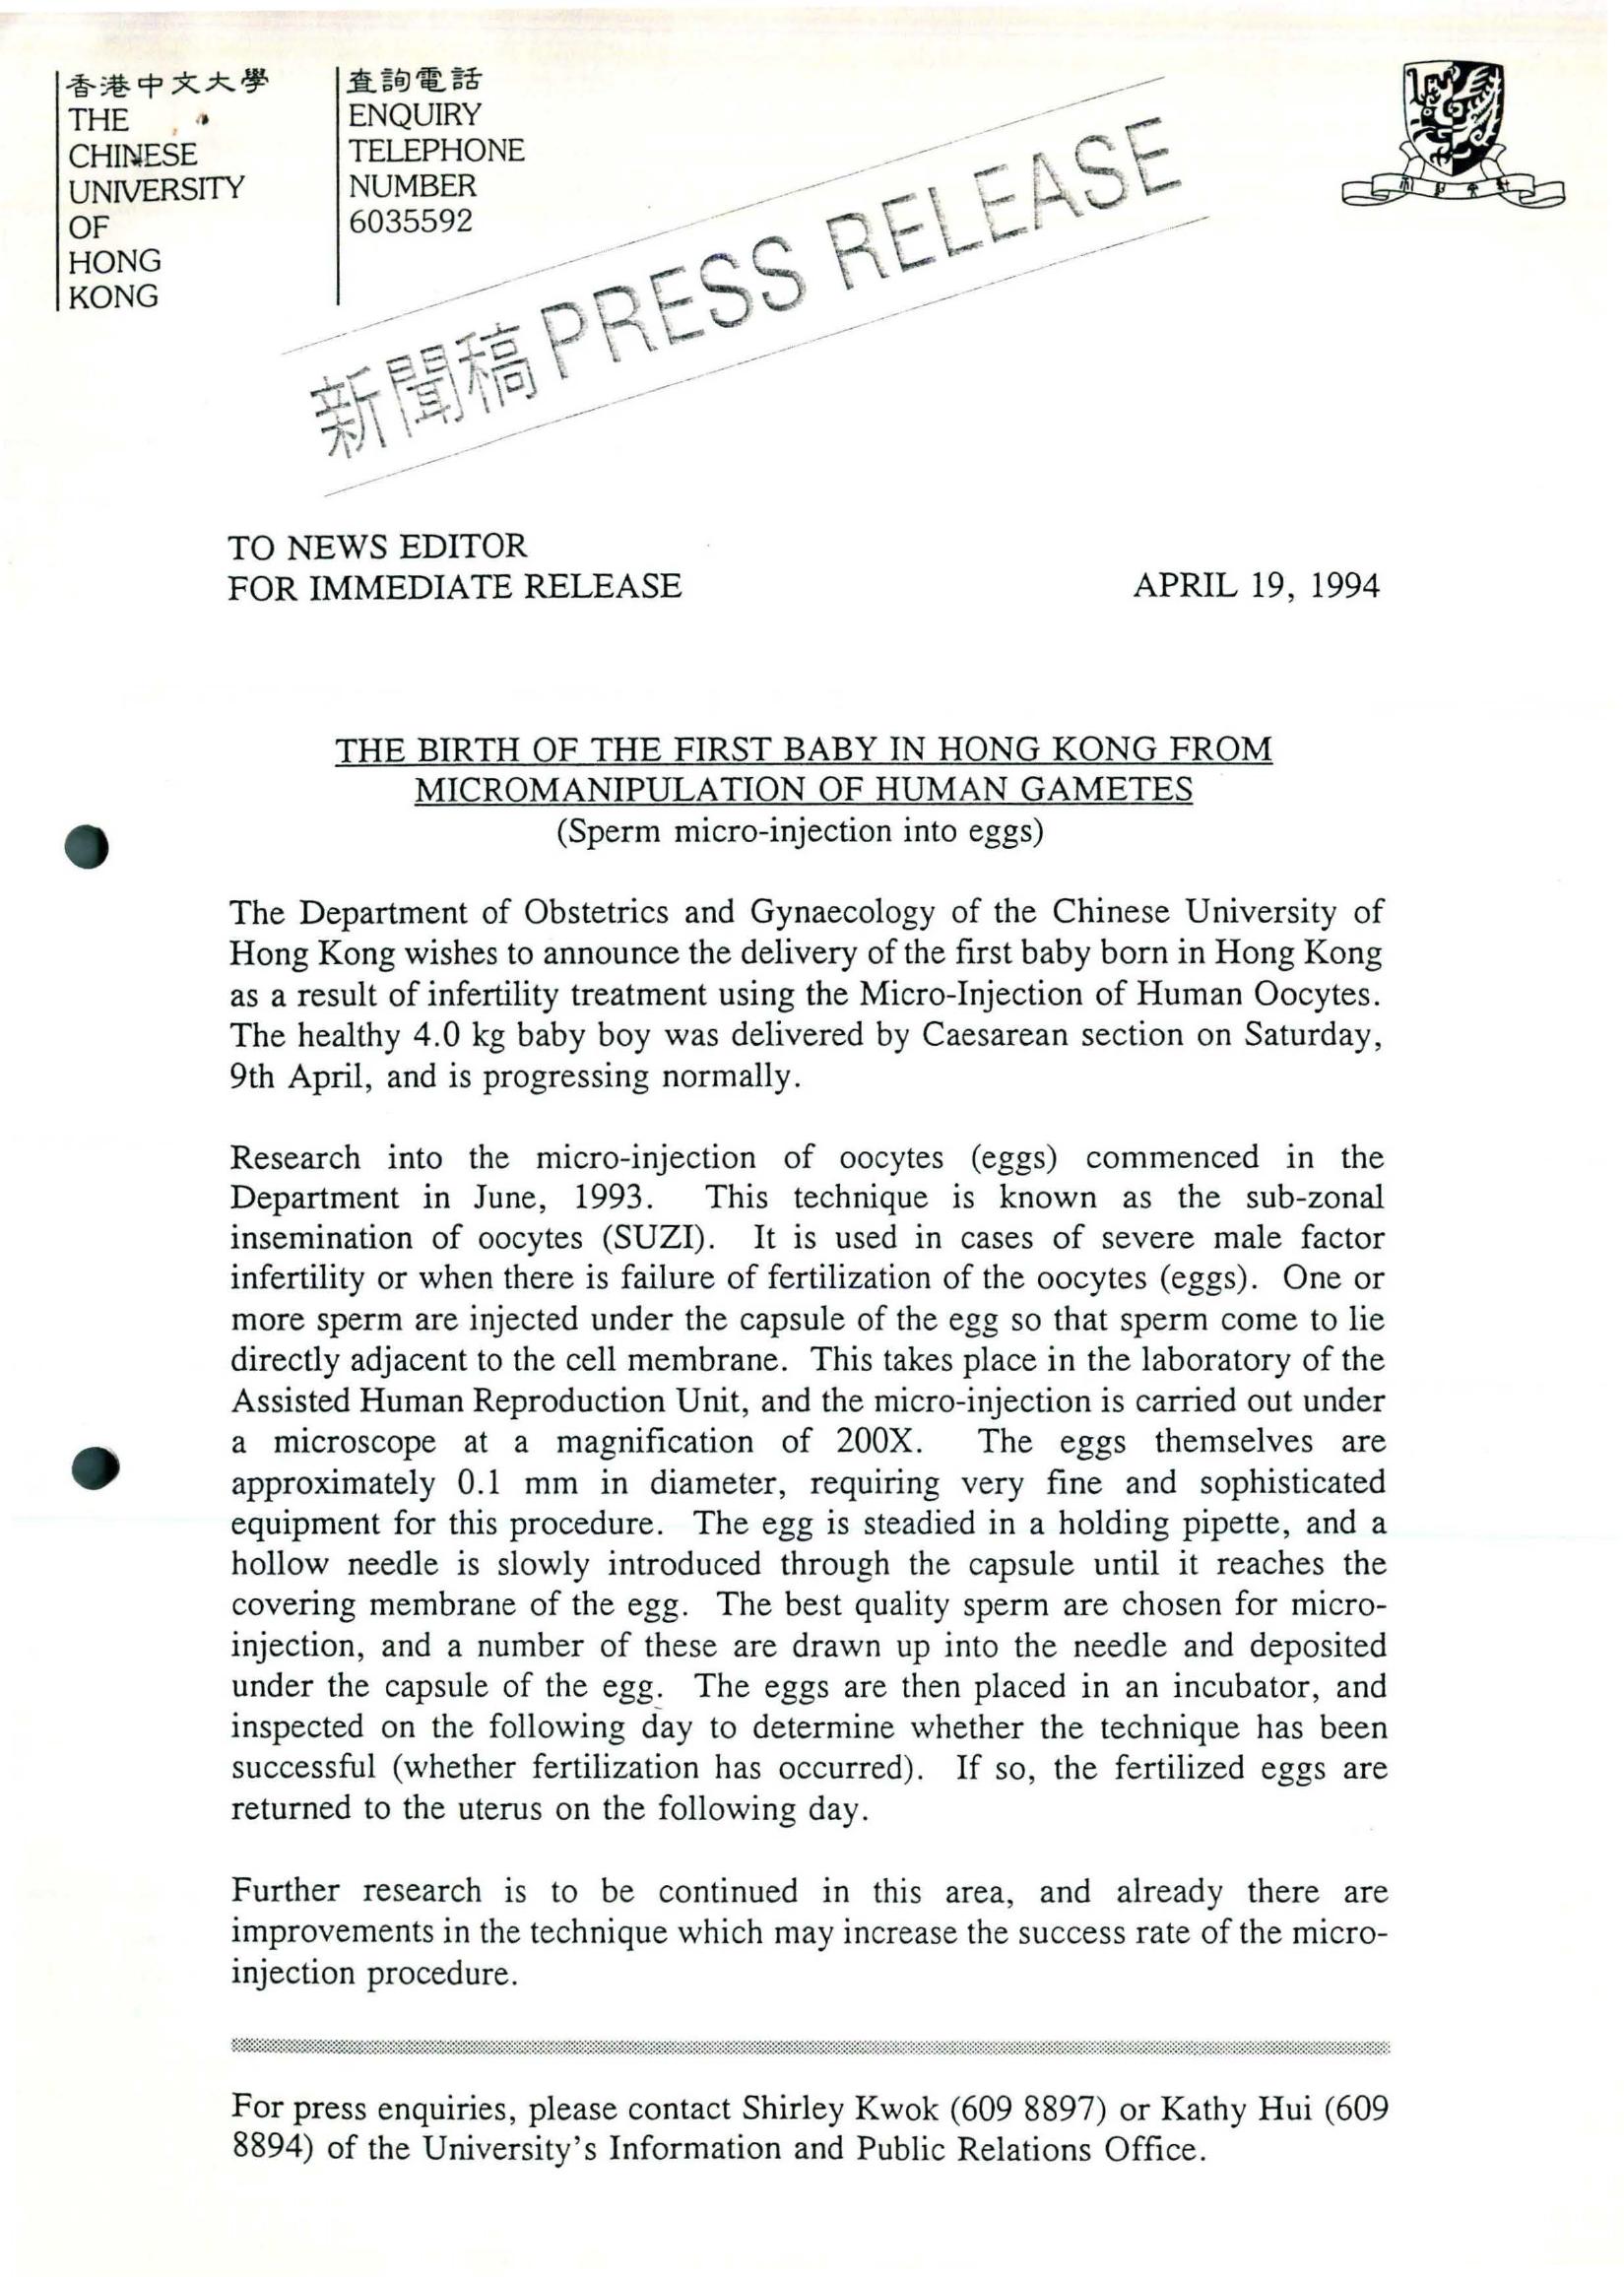 香港中文大學
THE
CHINESE
UNIVERSITY
OF
HONG
KONG
查詢電話
ENQUIRY
TELEPHONE
NUMBER
6035592
新聞稿 PRESS RELEASE
TO NEWS EDITOR
FOR IMMEDIATE RELEASE APRIL 19, 1994
THE BIRTH OF THE FIRST BABY IN HONG KONG FROM
MICROMANIPULATION OF HUMAN GAMETES
(Sperm micro-injection into eggs)
The Department of Obstetrics and Gynaecology of the Chinese University of
Hong Kong wishes to announce the delivery of the first baby born in Hong Kong
as a result of infertility treatment using the Micro-Injection of Human Oocytes.
The healthy 4.0 kg baby boy was delivered by Caesarean section on Saturday,
9th April, and is progressing normally.
Research into the micro-injection of oocytes (eggs) commenced in the
Department in June, 1993. This technique is known as the sub-zonal
insemination of oocytes (SUZI). It is used in cases of severe male factor
infertility or when there is failure of fertilization of the oocytes (eggs). One or
more sperm are injected under the capsule of the egg so that sperm come to lie
directly adjacent to the cell membrane. This takes place in the laboratory of the
Assisted Human Reproduction Unit, and the micro-injection is carried out under
a microscope at a magnification of 200X. The eggs themselves are
approximately 0.1 mm in diameter, requiring very fine and sophisticated
equipment for this procedure. The egg is steadied in a holding pipette, and a
hollow needle is slowly introduced through the capsule until it reaches the
covering membrane of the egg. The best quality sperm are chosen for micro-
injection, and a number of these are drawn up into the needle and deposited
under the capsule of the egg. The eggs are then placed in an incubator, and
inspected on the following day to determine whether the technique has been
successful (whether fertilization has occurred). If so, the fertilized eggs are
returned to the uterus on the following day.
Further research is to be continued in this area, and already there are
improvements in the technique which may increase the success rate of the micro-
injection procedure.
For press enquiries, please contact Shirley Kwok (609 8897) or Kathy Hui (609
8894) of the University's Information and Public Relations Office.